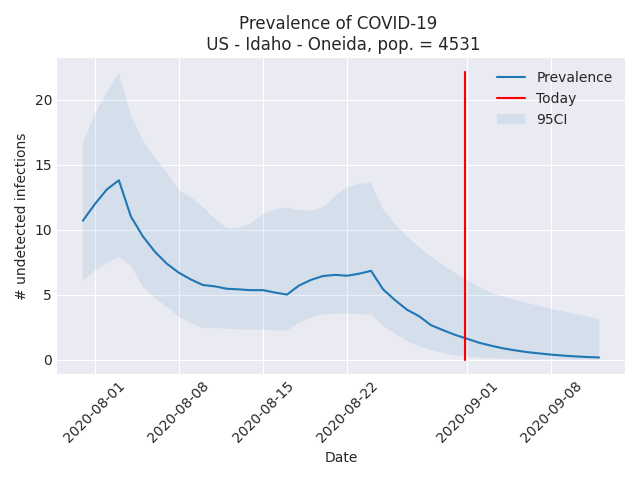 Prevalence of COVID-19
US - Idaho - Oneida, pop. = 4531
Prevalence
Today
95CI
# undetected infections
20
15
10
5
0
2020-08-01
2020-08-08
2020-08-15
2020-08-22
2020-09-01
2020-09-08
Date